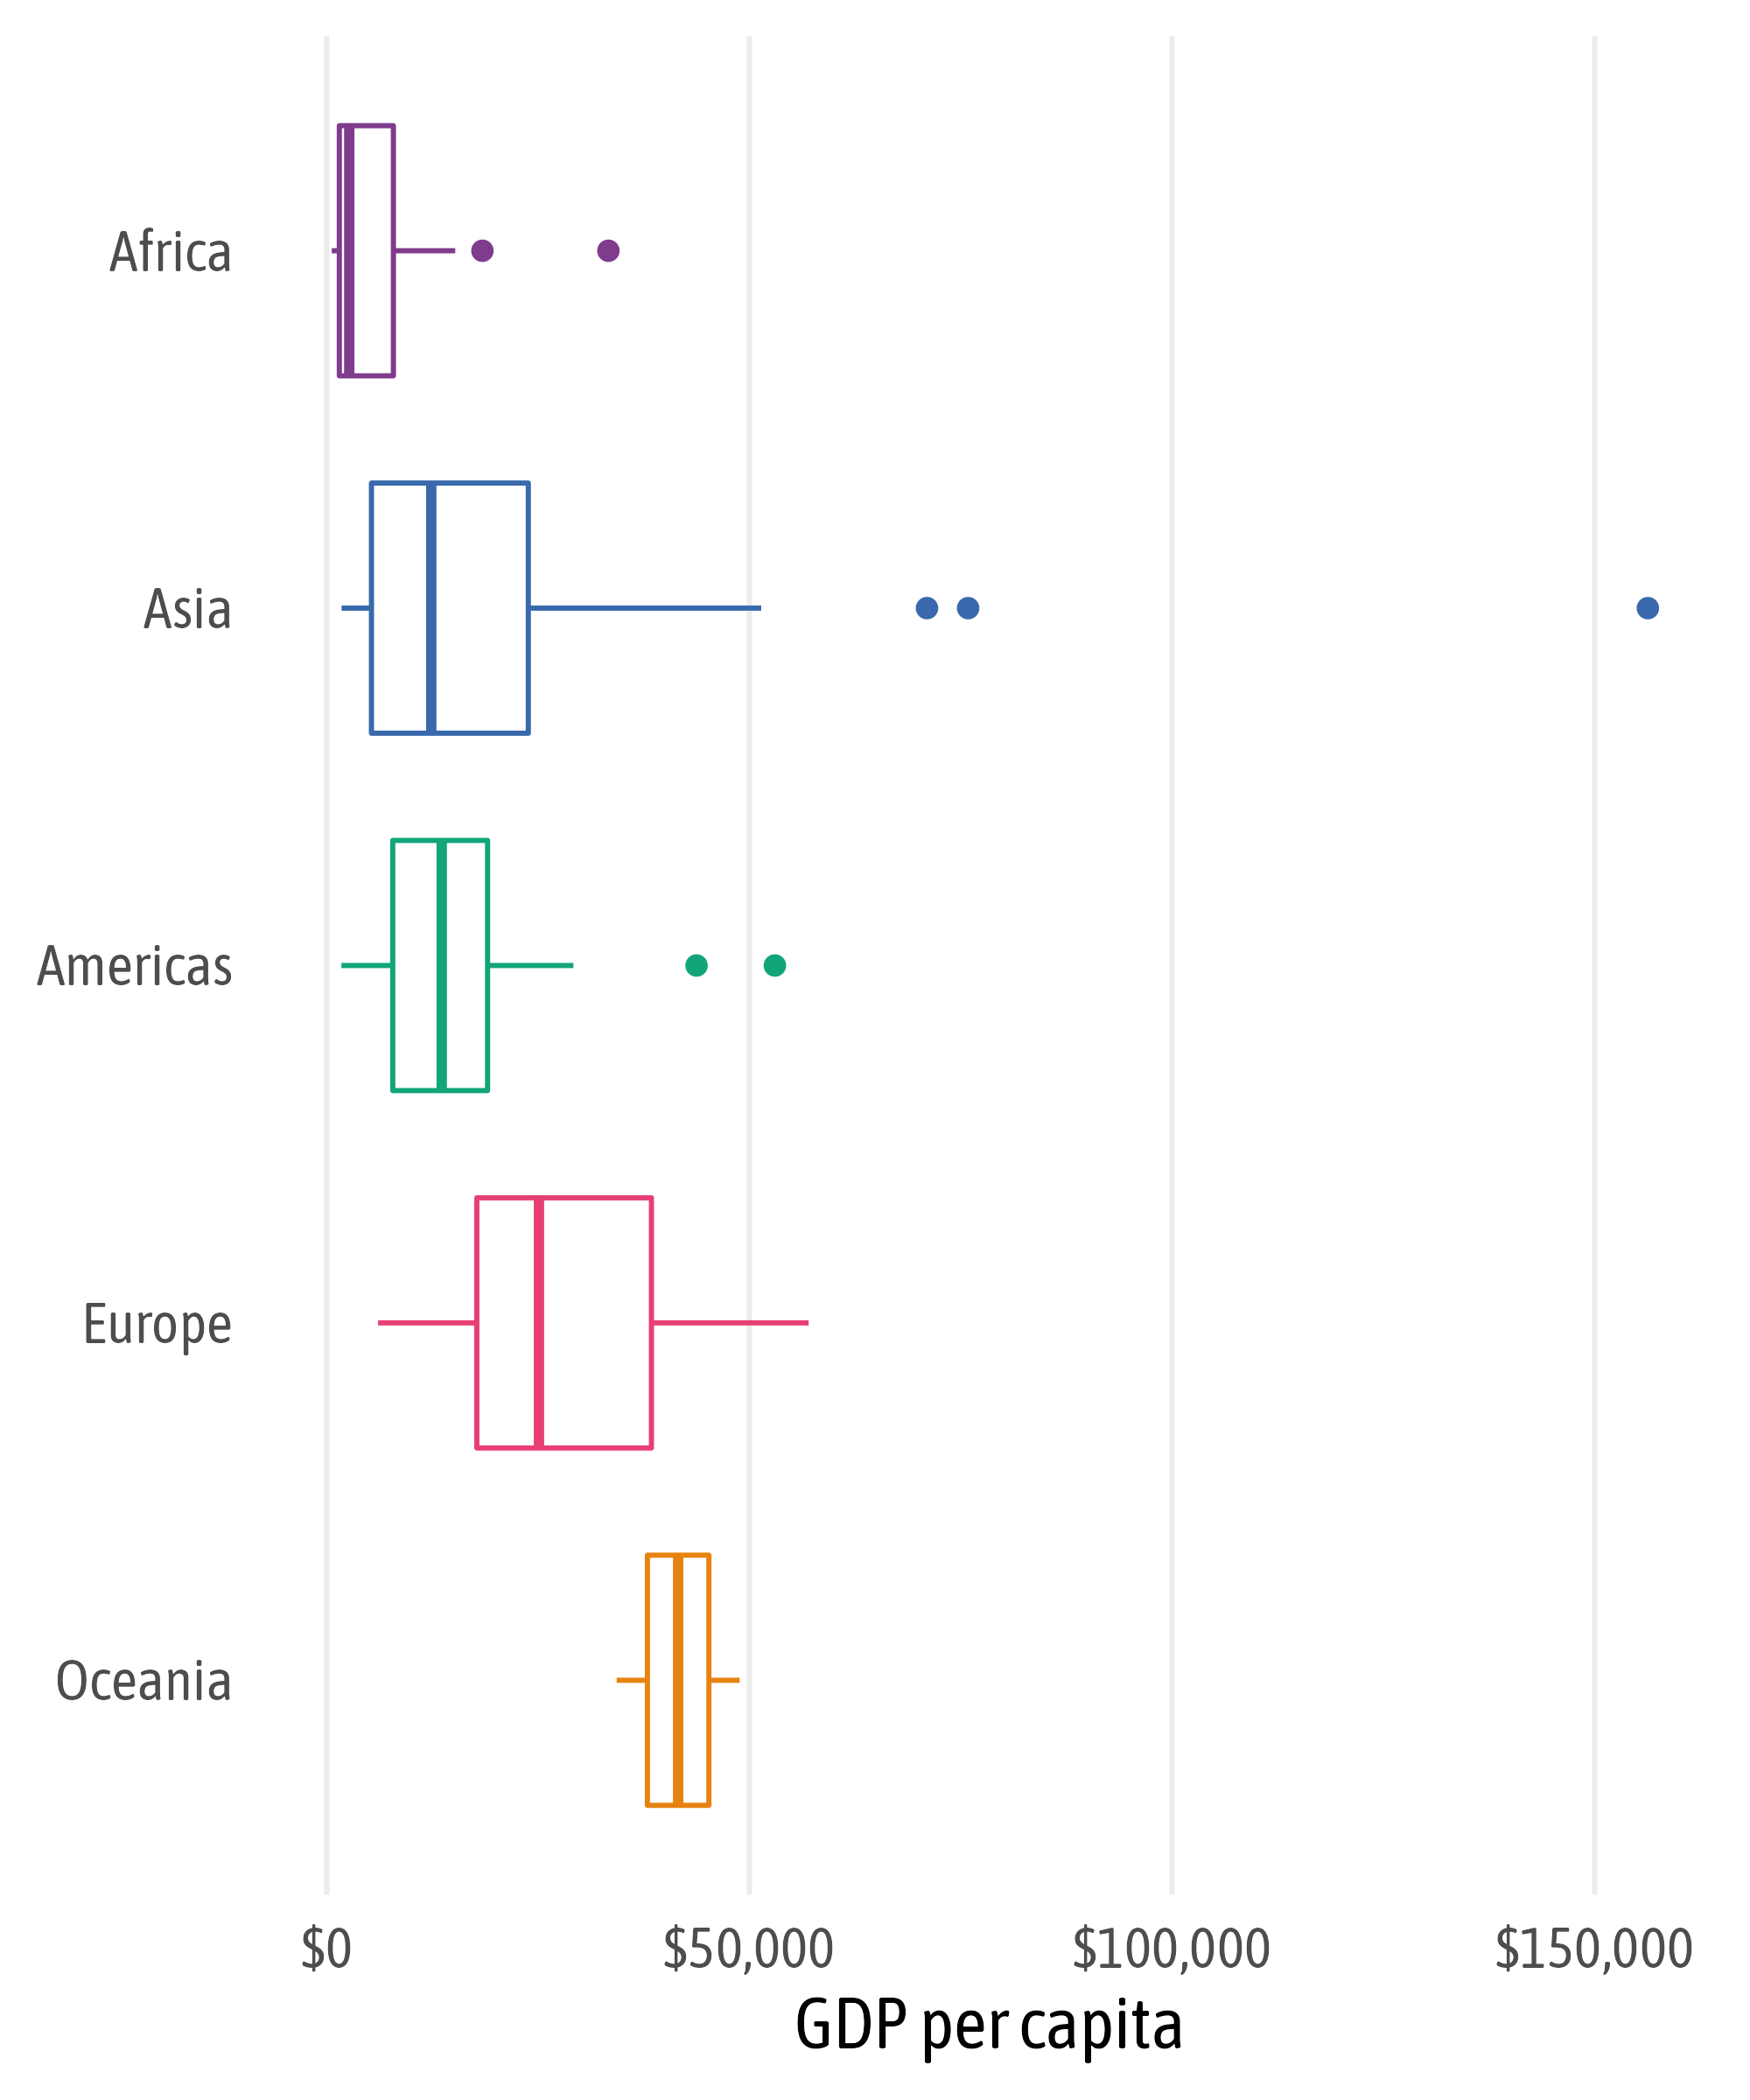 Africa
Asia
Americas
Europe
Oceania
$0 $50,000 $100,000 $150,000
GDP per capita